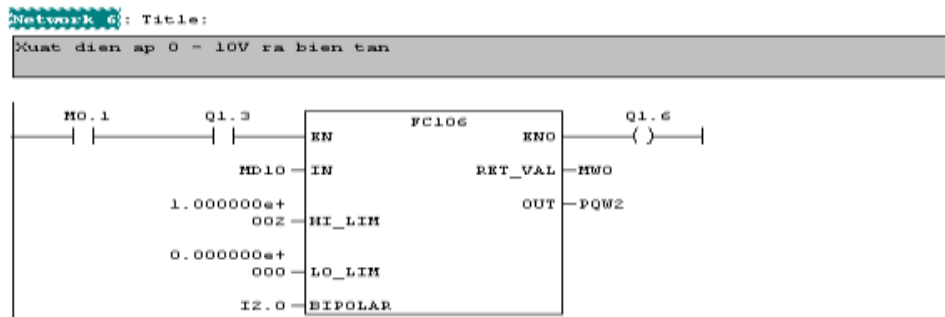 Network 6: Title:
Xuat dien ap 0 - 10V ra bien tan
M0.1 Q1.3 FC106 Q1.6
EN ENO
MD10 IN RET_VAL MW0
1.000000e+ OUT PQW2
002 HI_LIM
0.000000e+
000 LO_LIM
I2.0 BIPOLAR